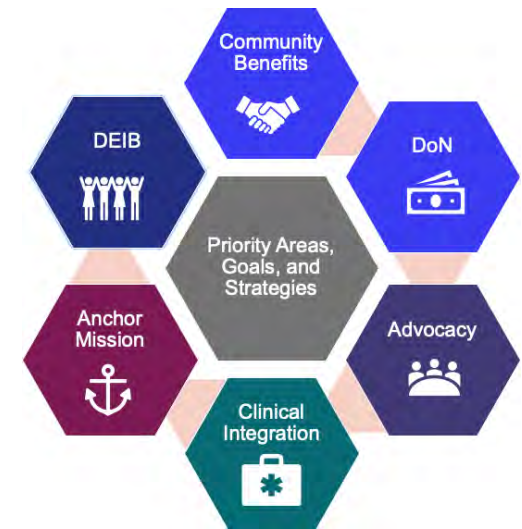 Community
Benefits
DoN
Advocacy
Clinical
Integration
Anchor
Mission
DEIB
Priority Areas,
Goals, and
Strategies